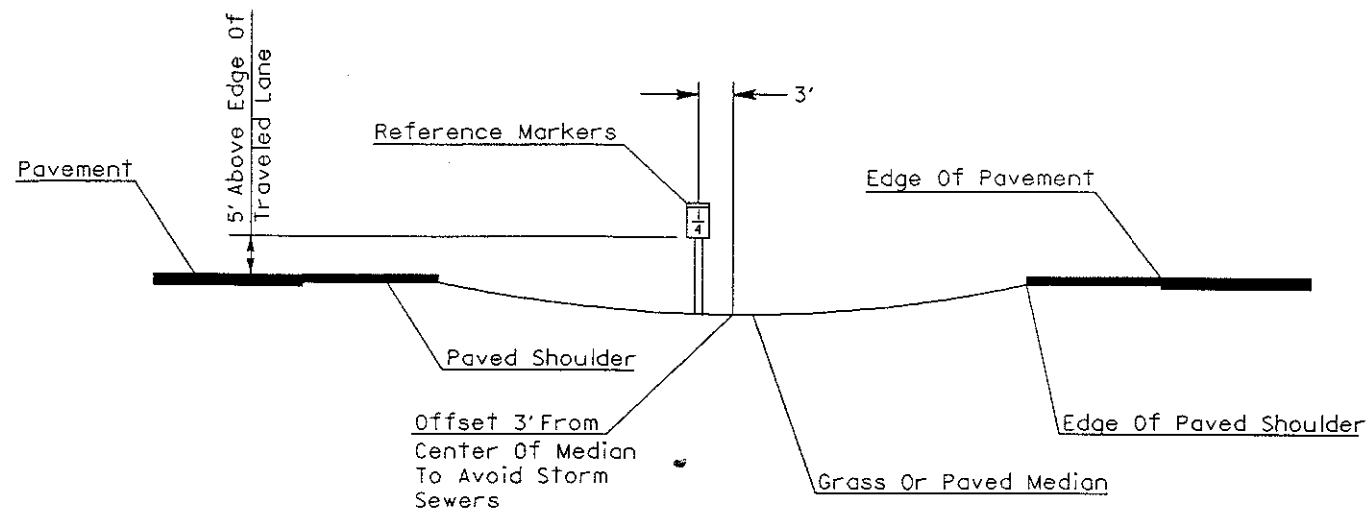 5' Above Edge Of
Traveled Lane
3'
Reference Markers
Pavement
Edge Of Pavement
1
4
Paved Shoulder
Offset 3' From
Center Of Median
To Avoid Storm
Sewers
Edge Of Paved Shoulder
Grass Or Paved Median